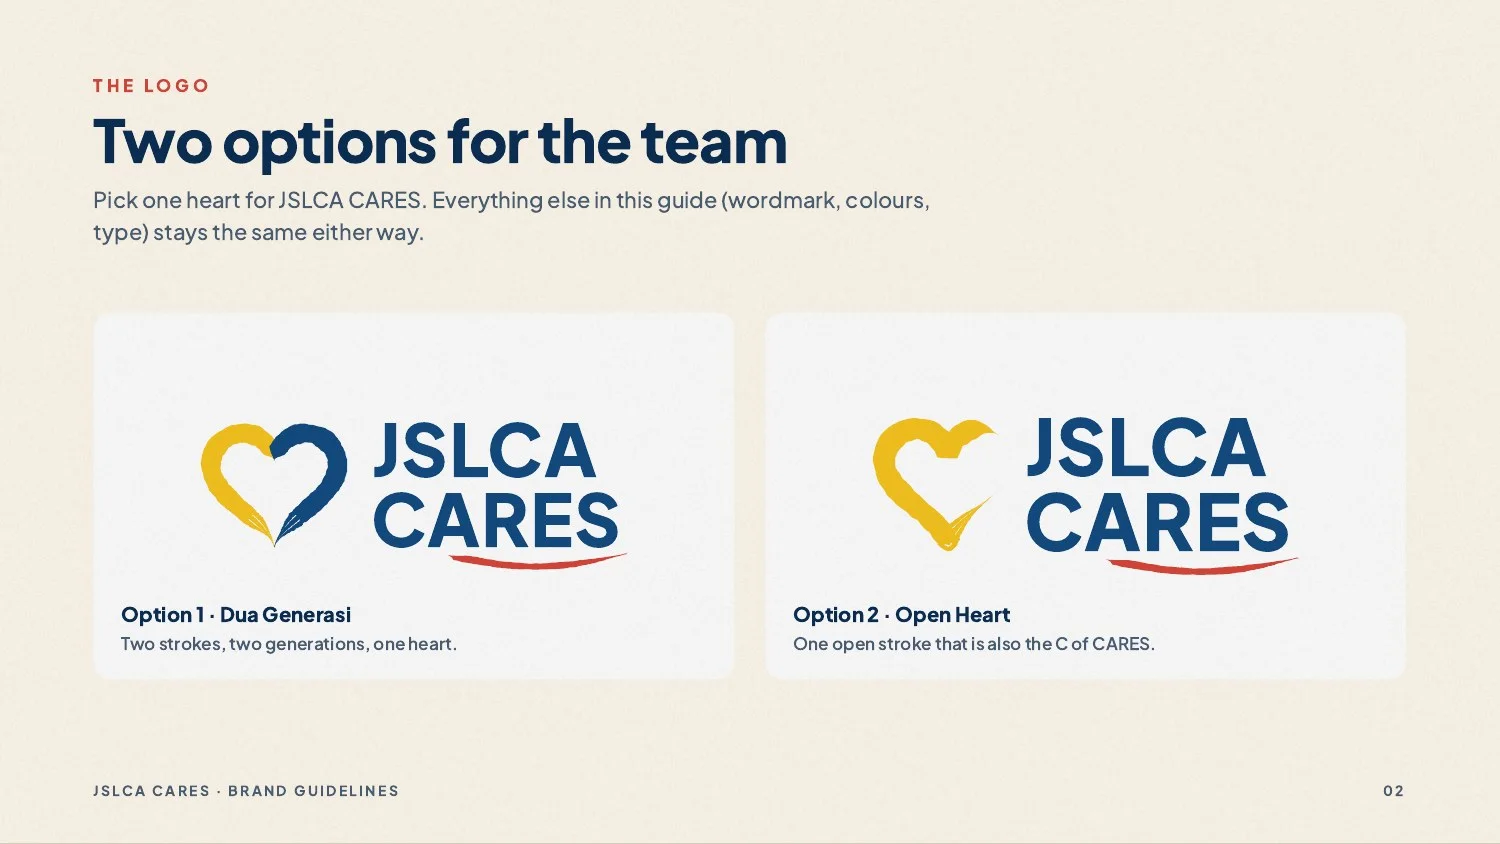 THE LOGO
Two options for the team
Pick one heart for JSLCA CARES. Everything else in this guide (wordmark, colours,
type) stays the same either way.
JSLCA
CARES
Option 1 · Dua Generasi
Two strokes, two generations, one heart.
JSLCA
CARES
Option 2 · Open Heart
One open stroke that is also the C of CARES.
JSLCA CARES · BRAND GUIDELINES
02